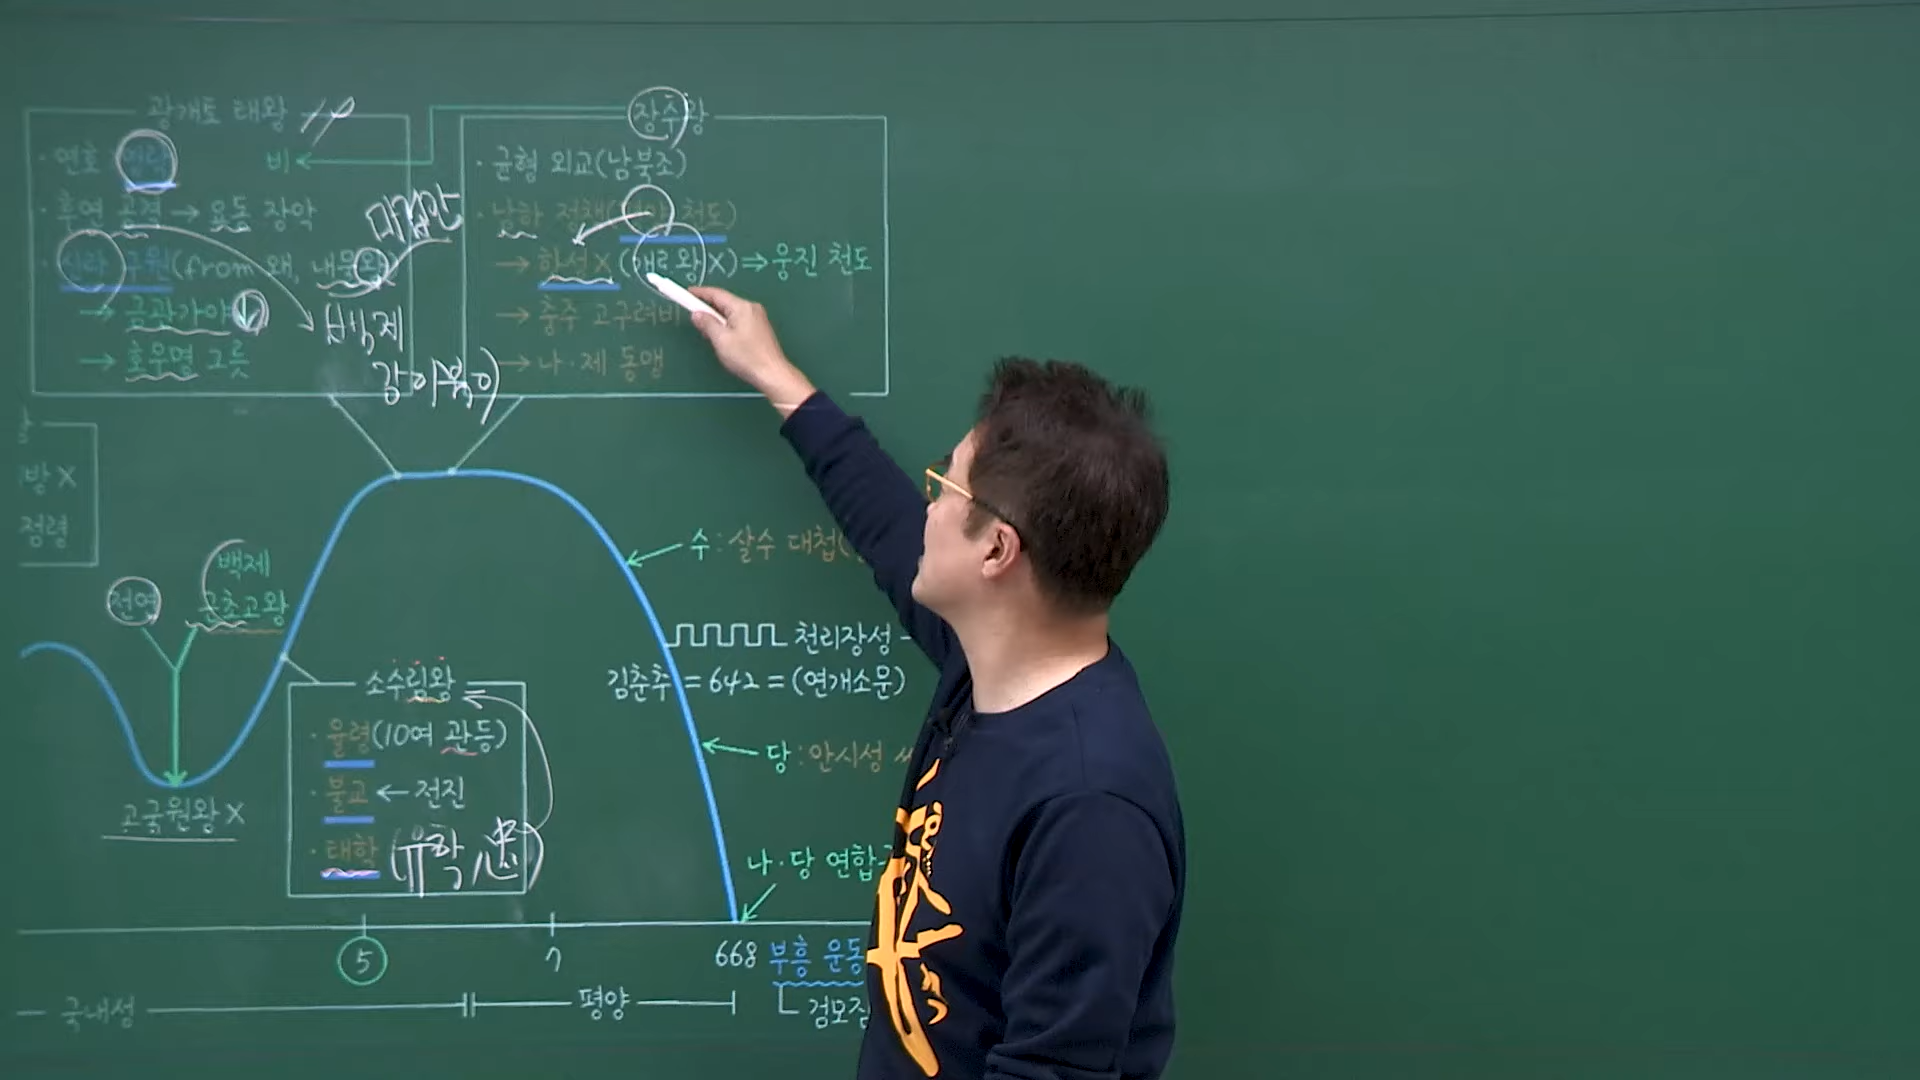 광개토 태왕
· 연호 : 영락
비
· 후연 공격 → 요동 장악
마립간
· 신라 구원(from 왜, 내물왕)
→ 금관가야 ↓
백제
→ 호우명 그릇
장수왕
· 균형 외교(남북조)
· 남하 정책(평양 천도)
→ 한성X (개로왕X) ⇒ 웅진 천도
→ 충주 고구려비
→ 나·제 동맹
방 X
점령
전연
백제
근초고왕
고국원왕 X
소수림왕
· 율령(10여 관등)
· 불교 ← 전진
· 태학 (유학/忠)
수 : 살수 대첩(
천리장성
김춘추 = 642 = (연개소문)
당 : 안시성
나·당 연합
5
7
668 부흥 운동
국내성
평양
검모잠